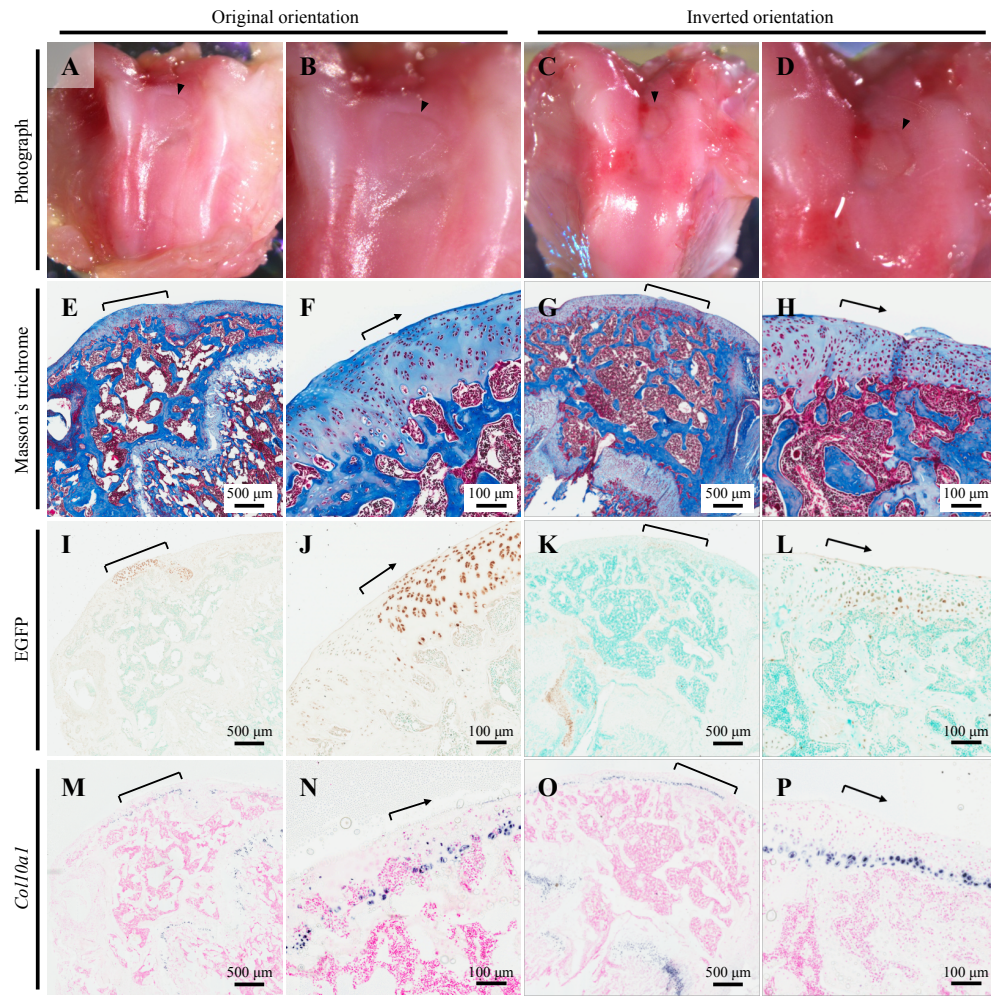 Original orientation
Inverted orientation
Photograph
A
B
C
D
Masson's trichrome
E
F
G
H
500 μm
100 μm
500 μm
100 μm
EGFP
I
J
K
L
500 μm
100 μm
500 μm
100 μm
Col10a1
M
N
O
P
500 μm
100 μm
500 μm
100 μm